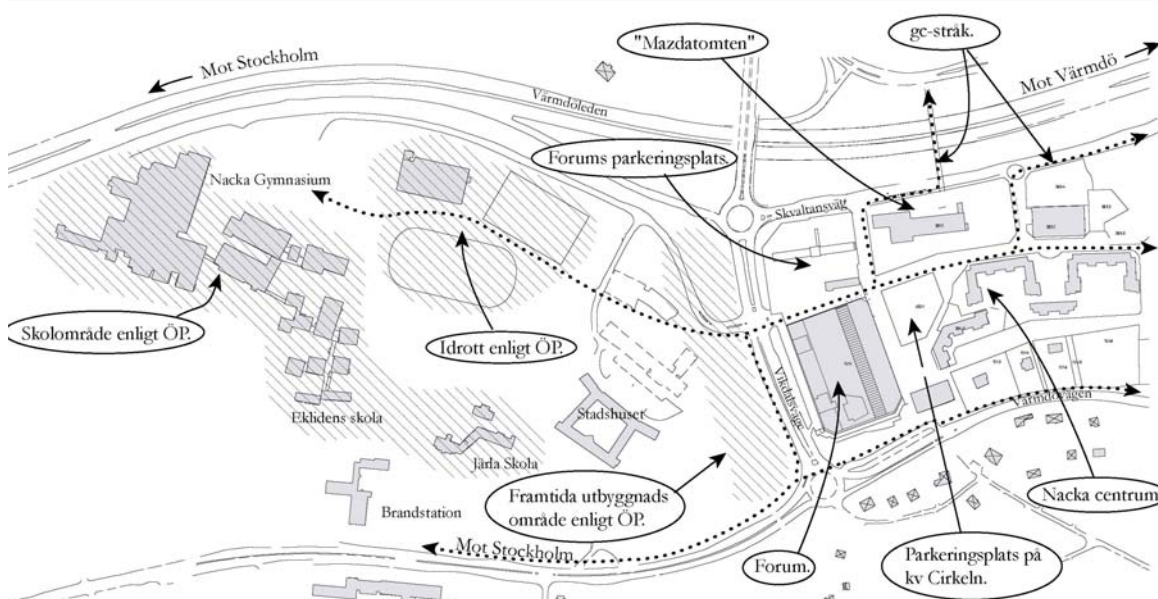 "Mazdatomten"
gc-stråk.
Mot Stockholm
Mot Värmdö
Värmdöleden
Forums parkeringsplats.
Nacka Gymnasium
Skvaltansväg
Skolområde enligt ÖP.
Idrott enligt ÖP.
Vikdalsväge
Stadshuset
Värmdövägen
Eklidens skola
Järla Skola
Framtida utbyggnads
område enligt ÖP.
Nacka centrum
Brandstation
Mot Stockholm
Forum.
Parkeringsplats på
kv Cirkeln.